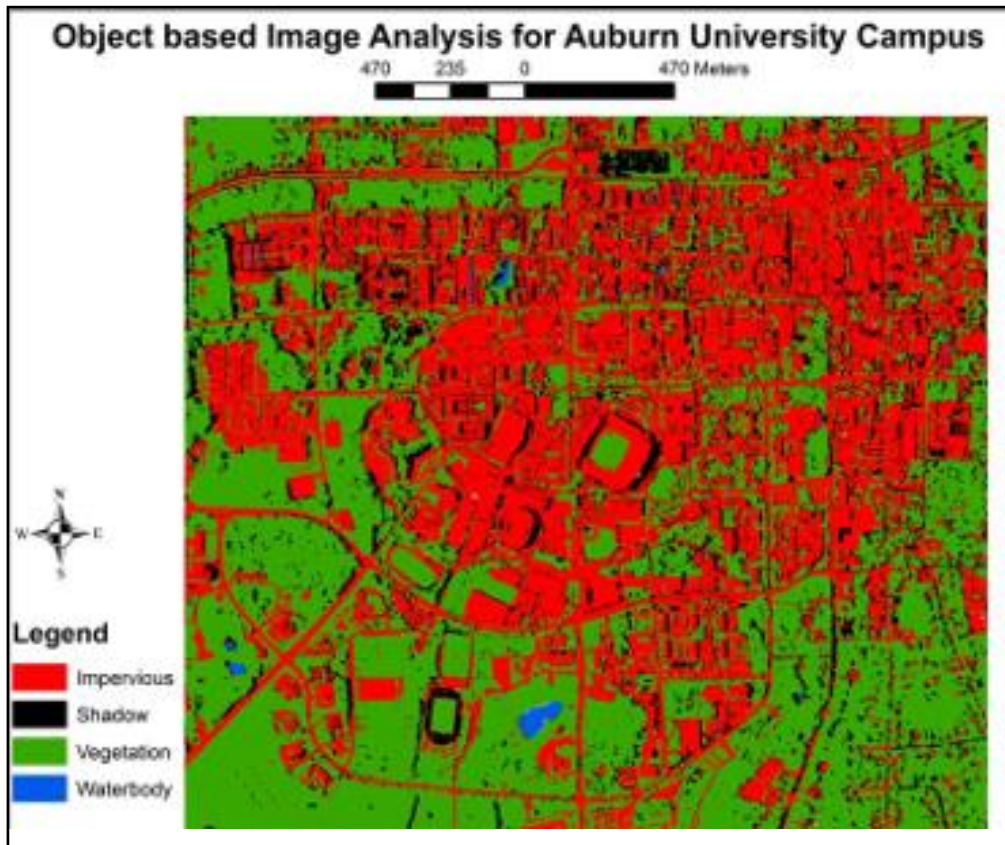 Object based Image Analysis for Auburn University Campus
470 235 0 470 Meters
N
W E
S
Legend
Impervious
Shadow
Vegetation
Waterbody